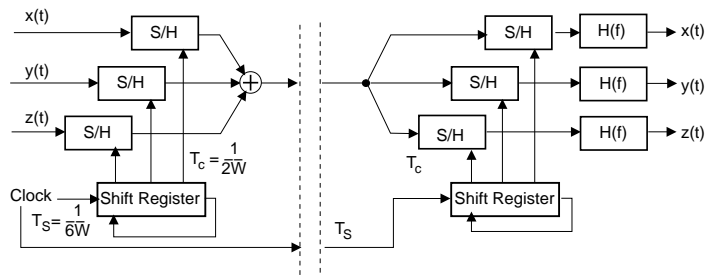 x(t)
S/H
y(t)
S/H
z(t)
S/H
+
T_c = 1/2W
Clock
T_S = 1/6W
Shift Register
S/H
H(f)
x(t)
S/H
H(f)
y(t)
S/H
H(f)
z(t)
T_c
T_S
Shift Register